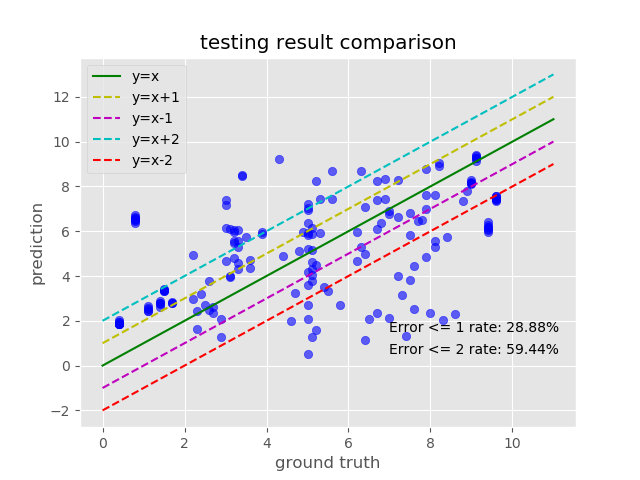 testing result comparison
y=x
y=x+1
y=x-1
y=x+2
y=x-2
12
10
8
6
4
2
0
−2
prediction
Error <= 1 rate: 28.88%
Error <= 2 rate: 59.44%
0
2
4
6
8
10
ground truth